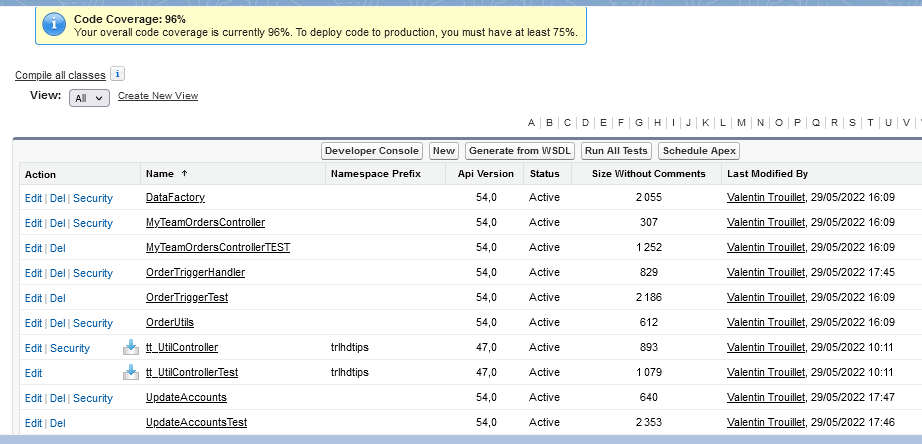 Code Coverage: 96%
Your overall code coverage is currently 96%. To deploy code to production, you must have at least 75%.
Compile all classes i
View: All Create New View
A | B | C | D | E | F | G | H | I | J | K | L | M | N | O | P | Q | R | S | T | U | V
Developer Console New Generate from WSDL Run All Tests Schedule Apex
Action Name ↑ Namespace Prefix Api Version Status Size Without Comments Last Modified By
Edit | Del | Security DataFactory 54,0 Active 2 055 Valentin Trouillet, 29/05/2022 16:09
Edit | Del | Security MyTeamOrdersController 54,0 Active 307 Valentin Trouillet, 29/05/2022 16:09
Edit | Del MyTeamOrdersControllerTEST 54,0 Active 1 252 Valentin Trouillet, 29/05/2022 16:09
Edit | Del | Security OrderTriggerHandler 54,0 Active 829 Valentin Trouillet, 29/05/2022 17:45
Edit | Del OrderTriggerTest 54,0 Active 2 186 Valentin Trouillet, 29/05/2022 16:09
Edit | Del | Security OrderUtils 54,0 Active 612 Valentin Trouillet, 29/05/2022 16:09
Edit | Security tt_UtilController trlhdtips 47,0 Active 893 Valentin Trouillet, 29/05/2022 10:11
Edit tt_UtilControllerTest trlhdtips 47,0 Active 1 079 Valentin Trouillet, 29/05/2022 10:11
Edit | Del | Security UpdateAccounts 54,0 Active 640 Valentin Trouillet, 29/05/2022 17:47
Edit | Del UpdateAccountsTest 54,0 Active 2 353 Valentin Trouillet, 29/05/2022 17:46